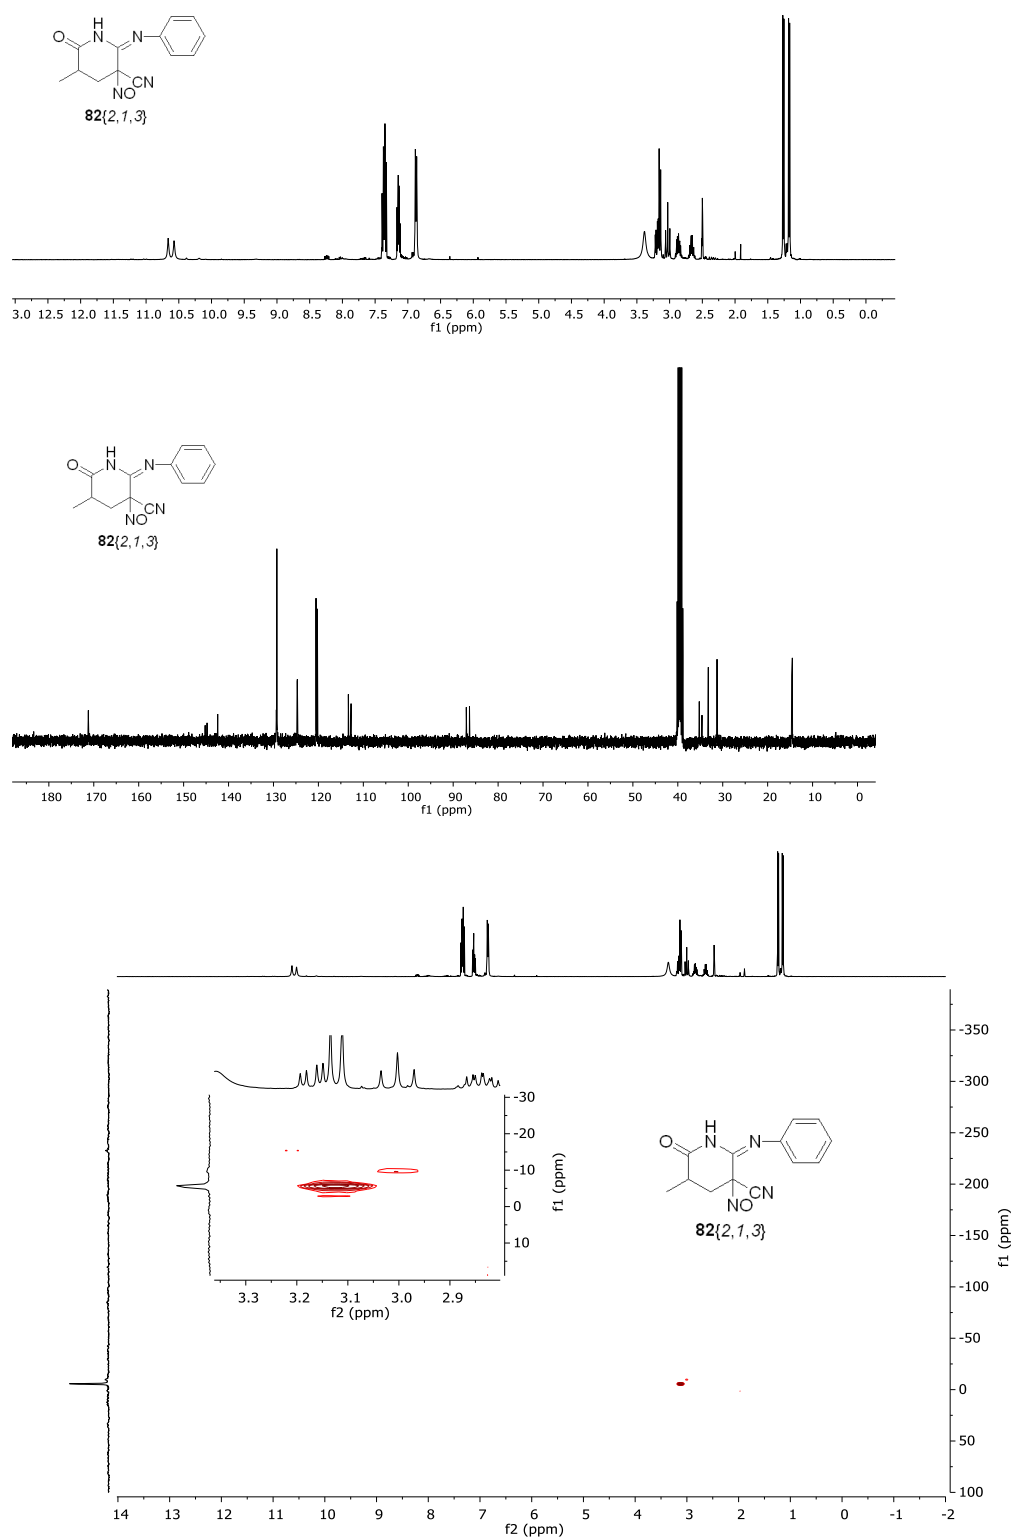 H
O
N
N
CN
NO
82{2,1,3}
3.0 12.5 12.0 11.5 11.0 10.5 10.0 9.5 9.0 8.5 8.0 7.5 7.0 6.5 6.0 5.5 5.0 4.5 4.0 3.5 3.0 2.5 2.0 1.5 1.0 0.5 0.0
f1 (ppm)
H
O
N
N
CN
NO
82{2,1,3}
180 170 160 150 140 130 120 110 100 90 80 70 60 50 40 30 20 10 0
f1 (ppm)
-350
-300
-250
-200
-150
-100
-50
0
50
100
f1 (ppm)
-30
-20
-10
0
10
f1 (ppm)
3.3 3.2 3.1 3.0 2.9
f2 (ppm)
H
O
N
N
CN
NO
82{2,1,3}
14 13 12 11 10 9 8 7 6 5 4 3 2 1 0 -1 -2
f2 (ppm)